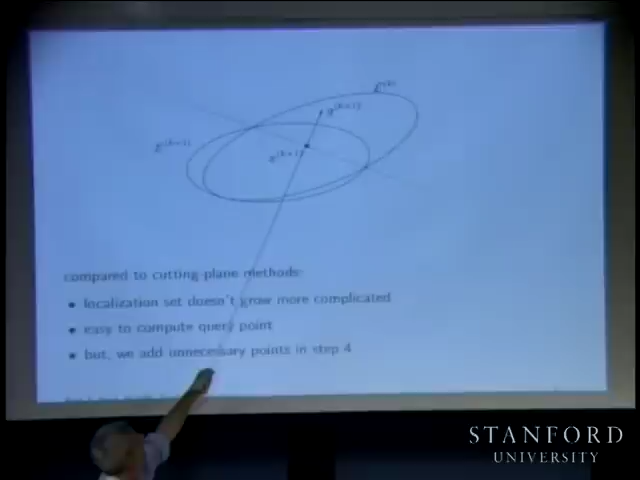 compared to cutting-plane methods:
• localization set doesn't grow more complicated
• easy to compute query point
• but, we add unnecessary points in step 4
STANFORD
UNIVERSITY